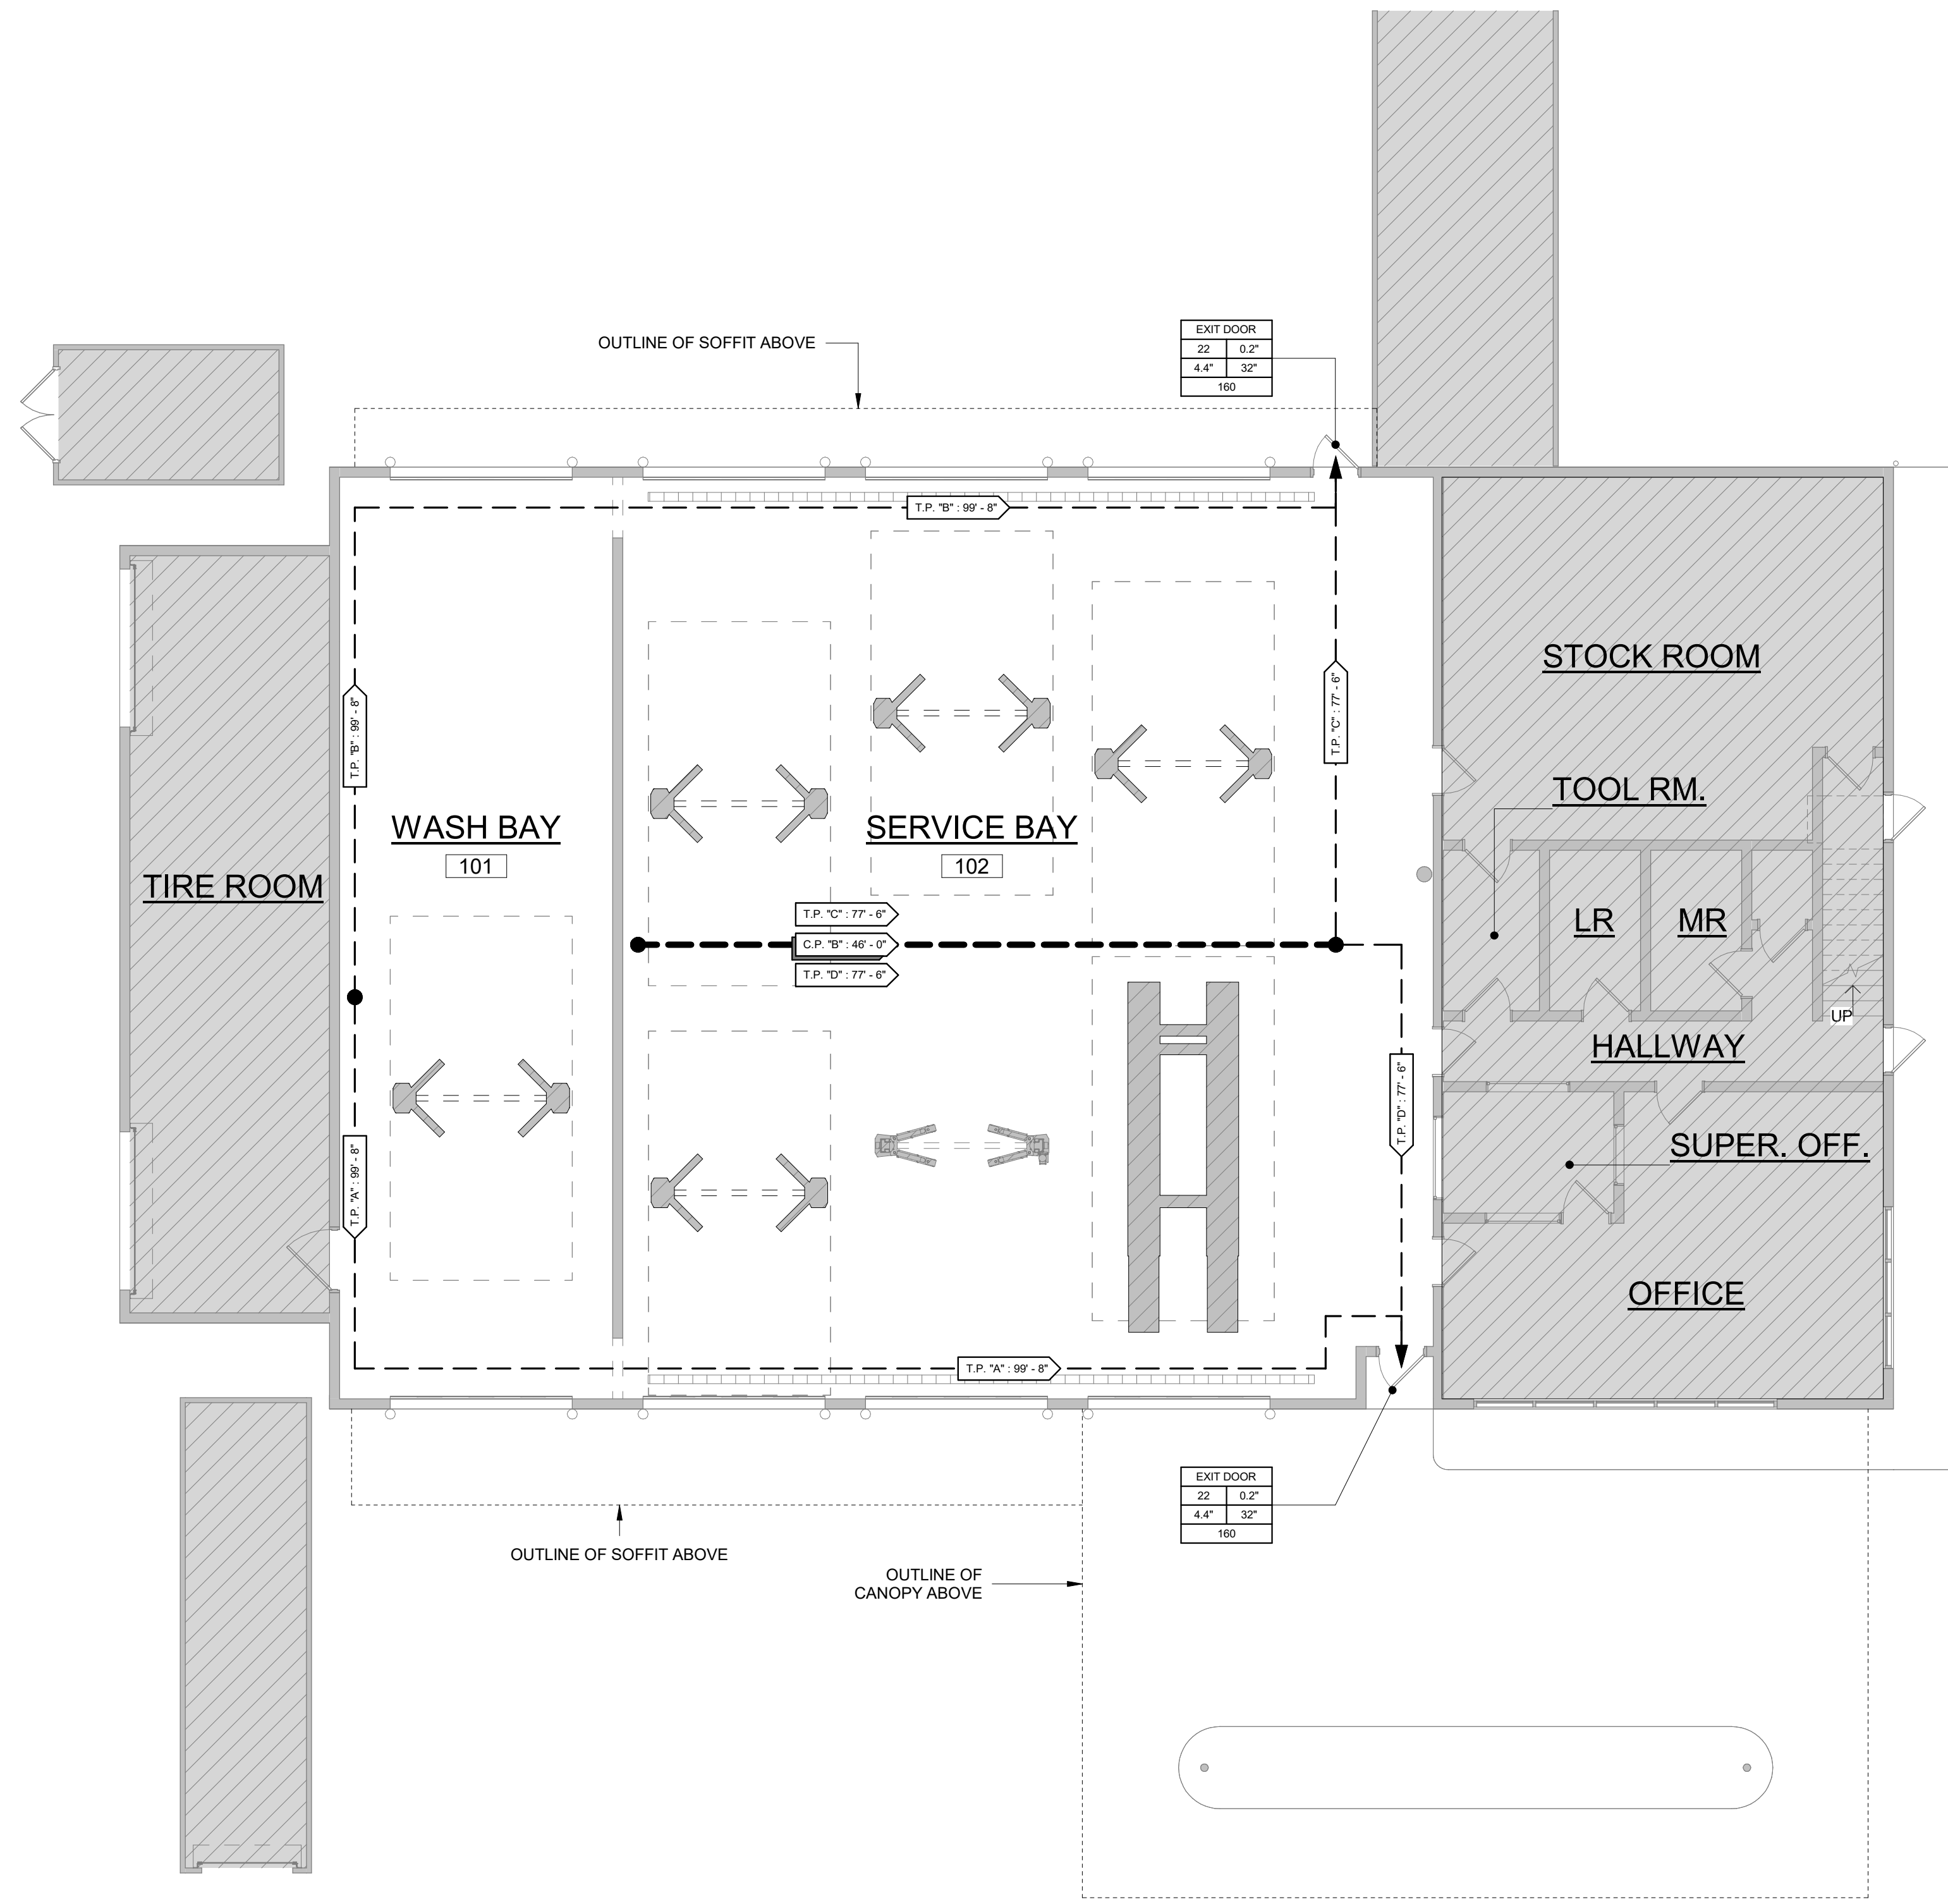 EXIT DOOR
22 0.2"
4.4" 32"
160
OUTLINE OF SOFFIT ABOVE
T.P. "B" : 99' - 8"
T.P. "B" : 99' - 8"
T.P. "C" : 77' - 6"
STOCK ROOM
TOOL RM.
WASH BAY
101
SERVICE BAY
102
TIRE ROOM
T.P. "C" : 77' - 6"
C.P. "B" : 46' - 0"
T.P. "D" : 77' - 6"
LR
MR
UP
HALLWAY
T.P. "D" : 77' - 6"
T.P. "A" : 99' - 8"
SUPER. OFF.
OFFICE
T.P. "A" : 99' - 8"
EXIT DOOR
22 0.2"
4.4" 32"
160
OUTLINE OF SOFFIT ABOVE
OUTLINE OF
CANOPY ABOVE